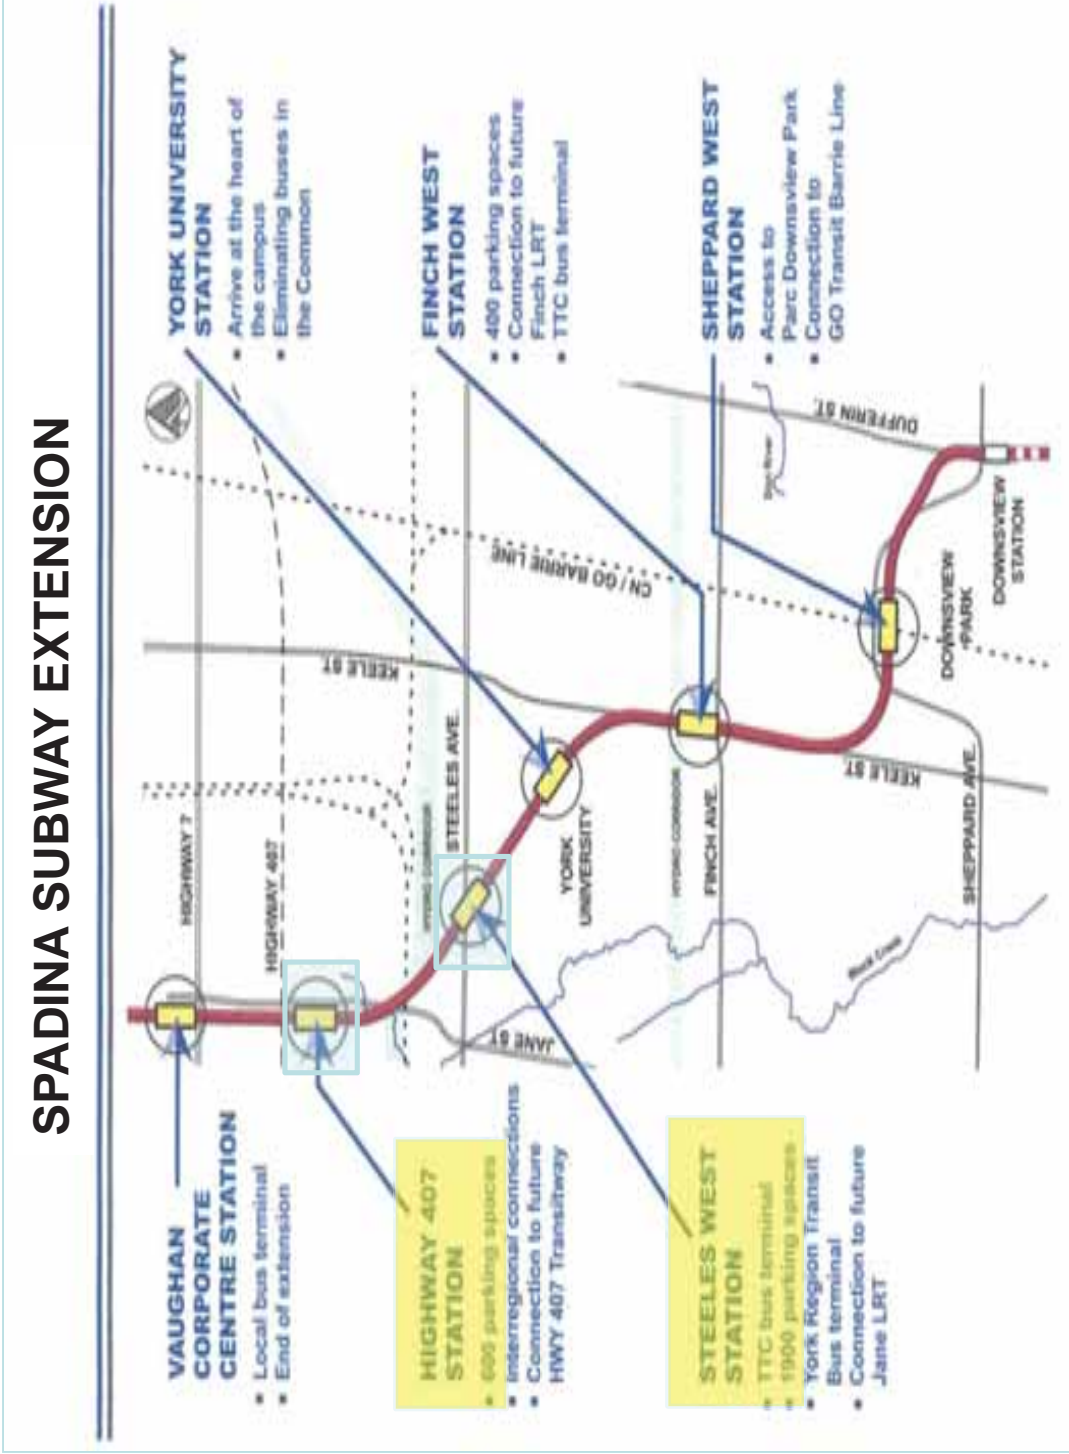 SPADINA SUBWAY EXTENSION
VAUGHAN
CORPORATE
CENTRE STATION
• Local bus terminal
• End of extension
HIGHWAY 407
STATION
• 600 parking spaces
• Interregional connections
• Connection to future
HWY 407 Transitway
STEELES WEST
STATION
• TTC bus terminal
• 1900 parking spaces
• York Region Transit
Bus terminal
• Connection to future
Jane LRT
YORK UNIVERSITY
STATION
• Arrive at the heart of
the campus
• Eliminating buses in
the Common
FINCH WEST
STATION
• 400 parking spaces
• Connection to future
Finch LRT
• TTC bus terminal
SHEPPARD WEST
STATION
• Access to
Parc Downsview Park
• Connection to
GO Transit Barrie Line
HIGHWAY 7
HIGHWAY 407
HYDRO CORRIDOR
STEELES AVE.
JANE ST.
KEELE ST.
CN / GO BARRIE LINE
YORK
UNIVERSITY
HYDRO CORRIDOR
FINCH AVE.
Black Creek
KEELE ST.
SHEPPARD AVE.
Don River
DUFFERIN ST.
DOWNSVIEW
PARK
DOWNSVIEW
STATION